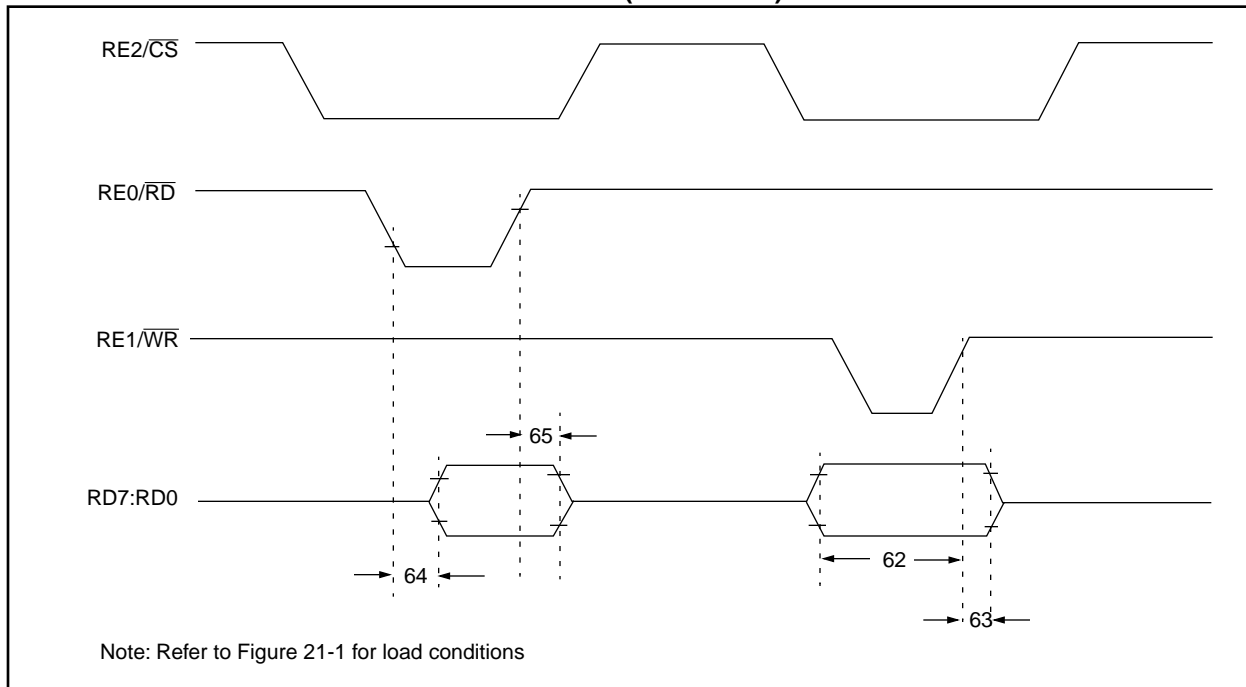 RE2/CS
RE0/RD
RE1/WR
65
RD7:RD0
62
64
63
Note: Refer to Figure 21-1 for load conditions